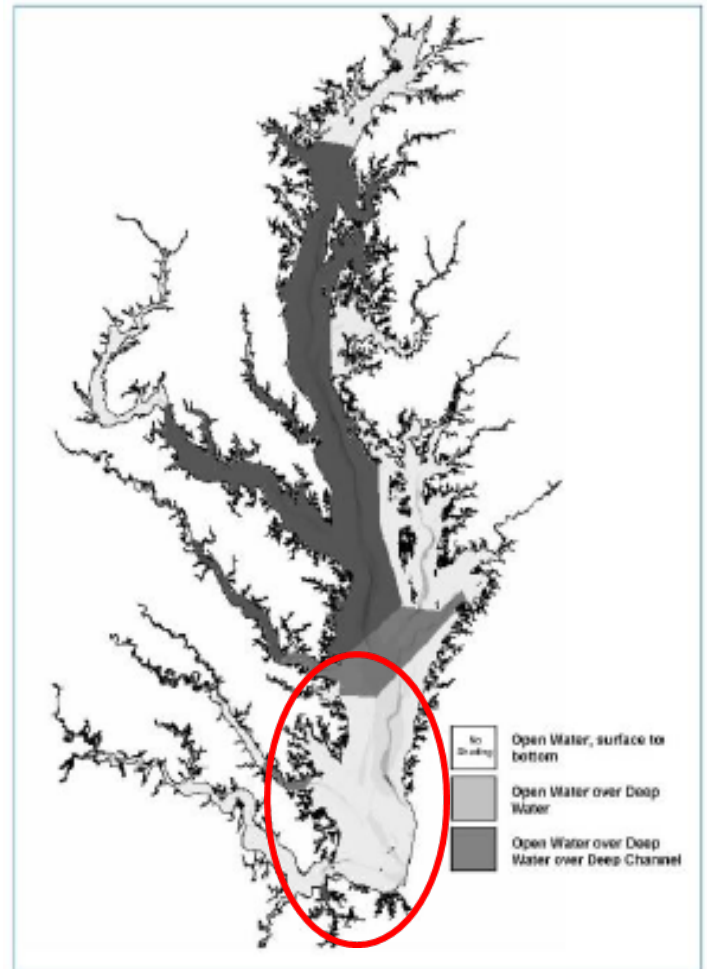 No
Shading
Open Water, surface to
bottom
Open Water over Deep
Water
Open Water over Deep
Water over Deep Channel